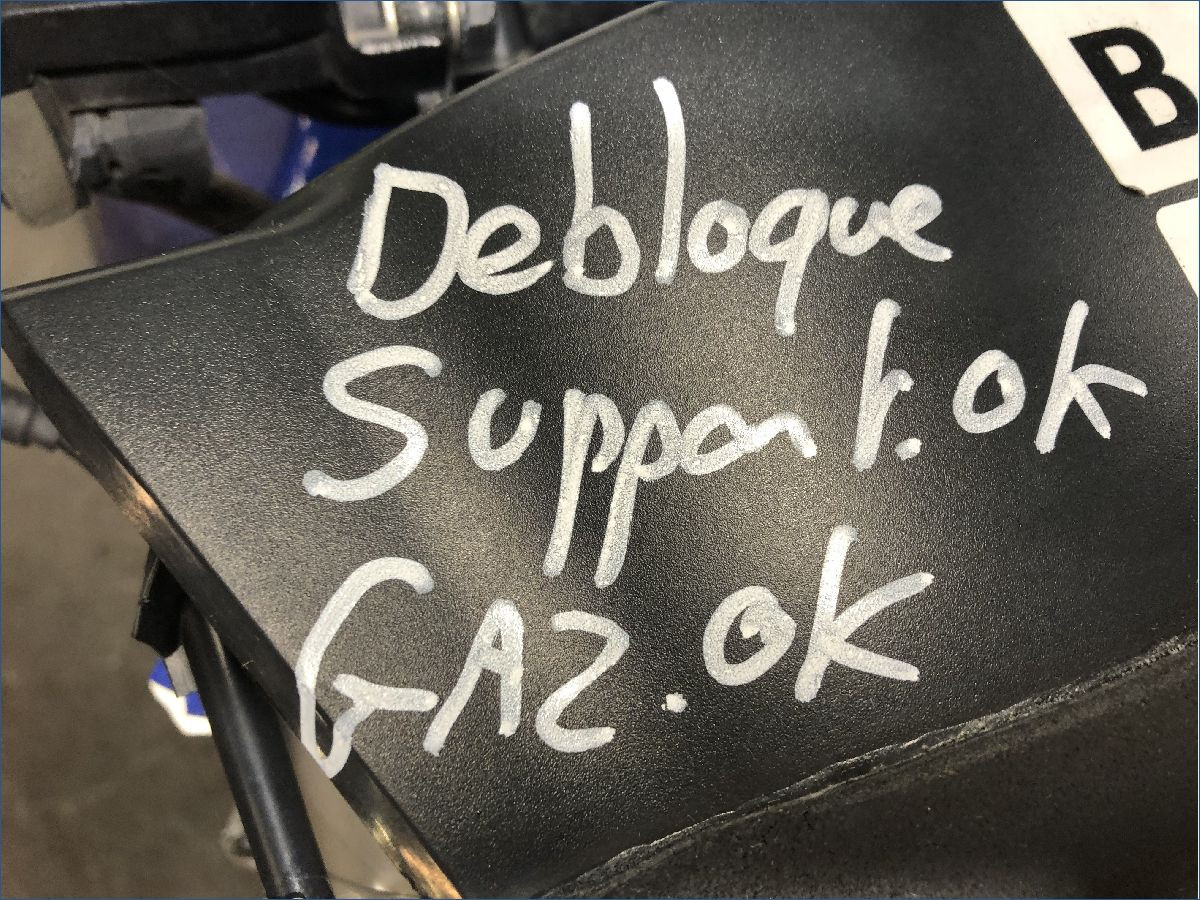 B
Debloque
Support. OK
GAZ. OK